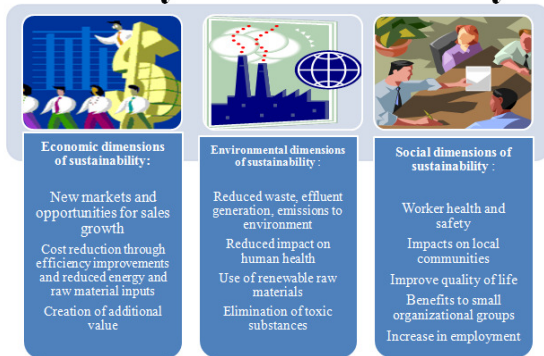 Economic dimensions
of sustainability:
New markets and
opportunities for sales
growth
Cost reduction through
efficiency improvements
and reduced energy and
raw material inputs
Creation of additional
value
Environmental dimensions
of sustainability :
Reduced waste, effluent
generation, emissions to
environment
Reduced impact on
human health
Use of renewable raw
materials
Elimination of toxic
substances
Social dimensions of
sustainability :
Worker health and
safety
Impacts on local
communities
Improve quality of life
Benefits to small
organizational groups
Increase in employment